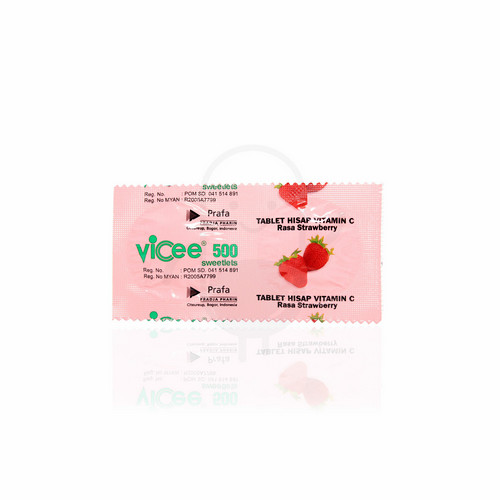 sweetlets
Reg. No. : POM SD. 041 514 891
Reg. No MYAN : R2005A7799
Prafa
PRADJA PHARIN
Citeureup, Bogor, Indonesia
TABLET HISAP VITAMIN C
Rasa Strawberry
vicee® 500
sweetlets
Reg. No. : POM SD. 041 514 891
Reg. No MYAN : R2005A7799
Prafa
PRADJA PHARIN
Citeureup, Bogor, Indonesia
TABLET HISAP VITAMIN C
Rasa Strawberry